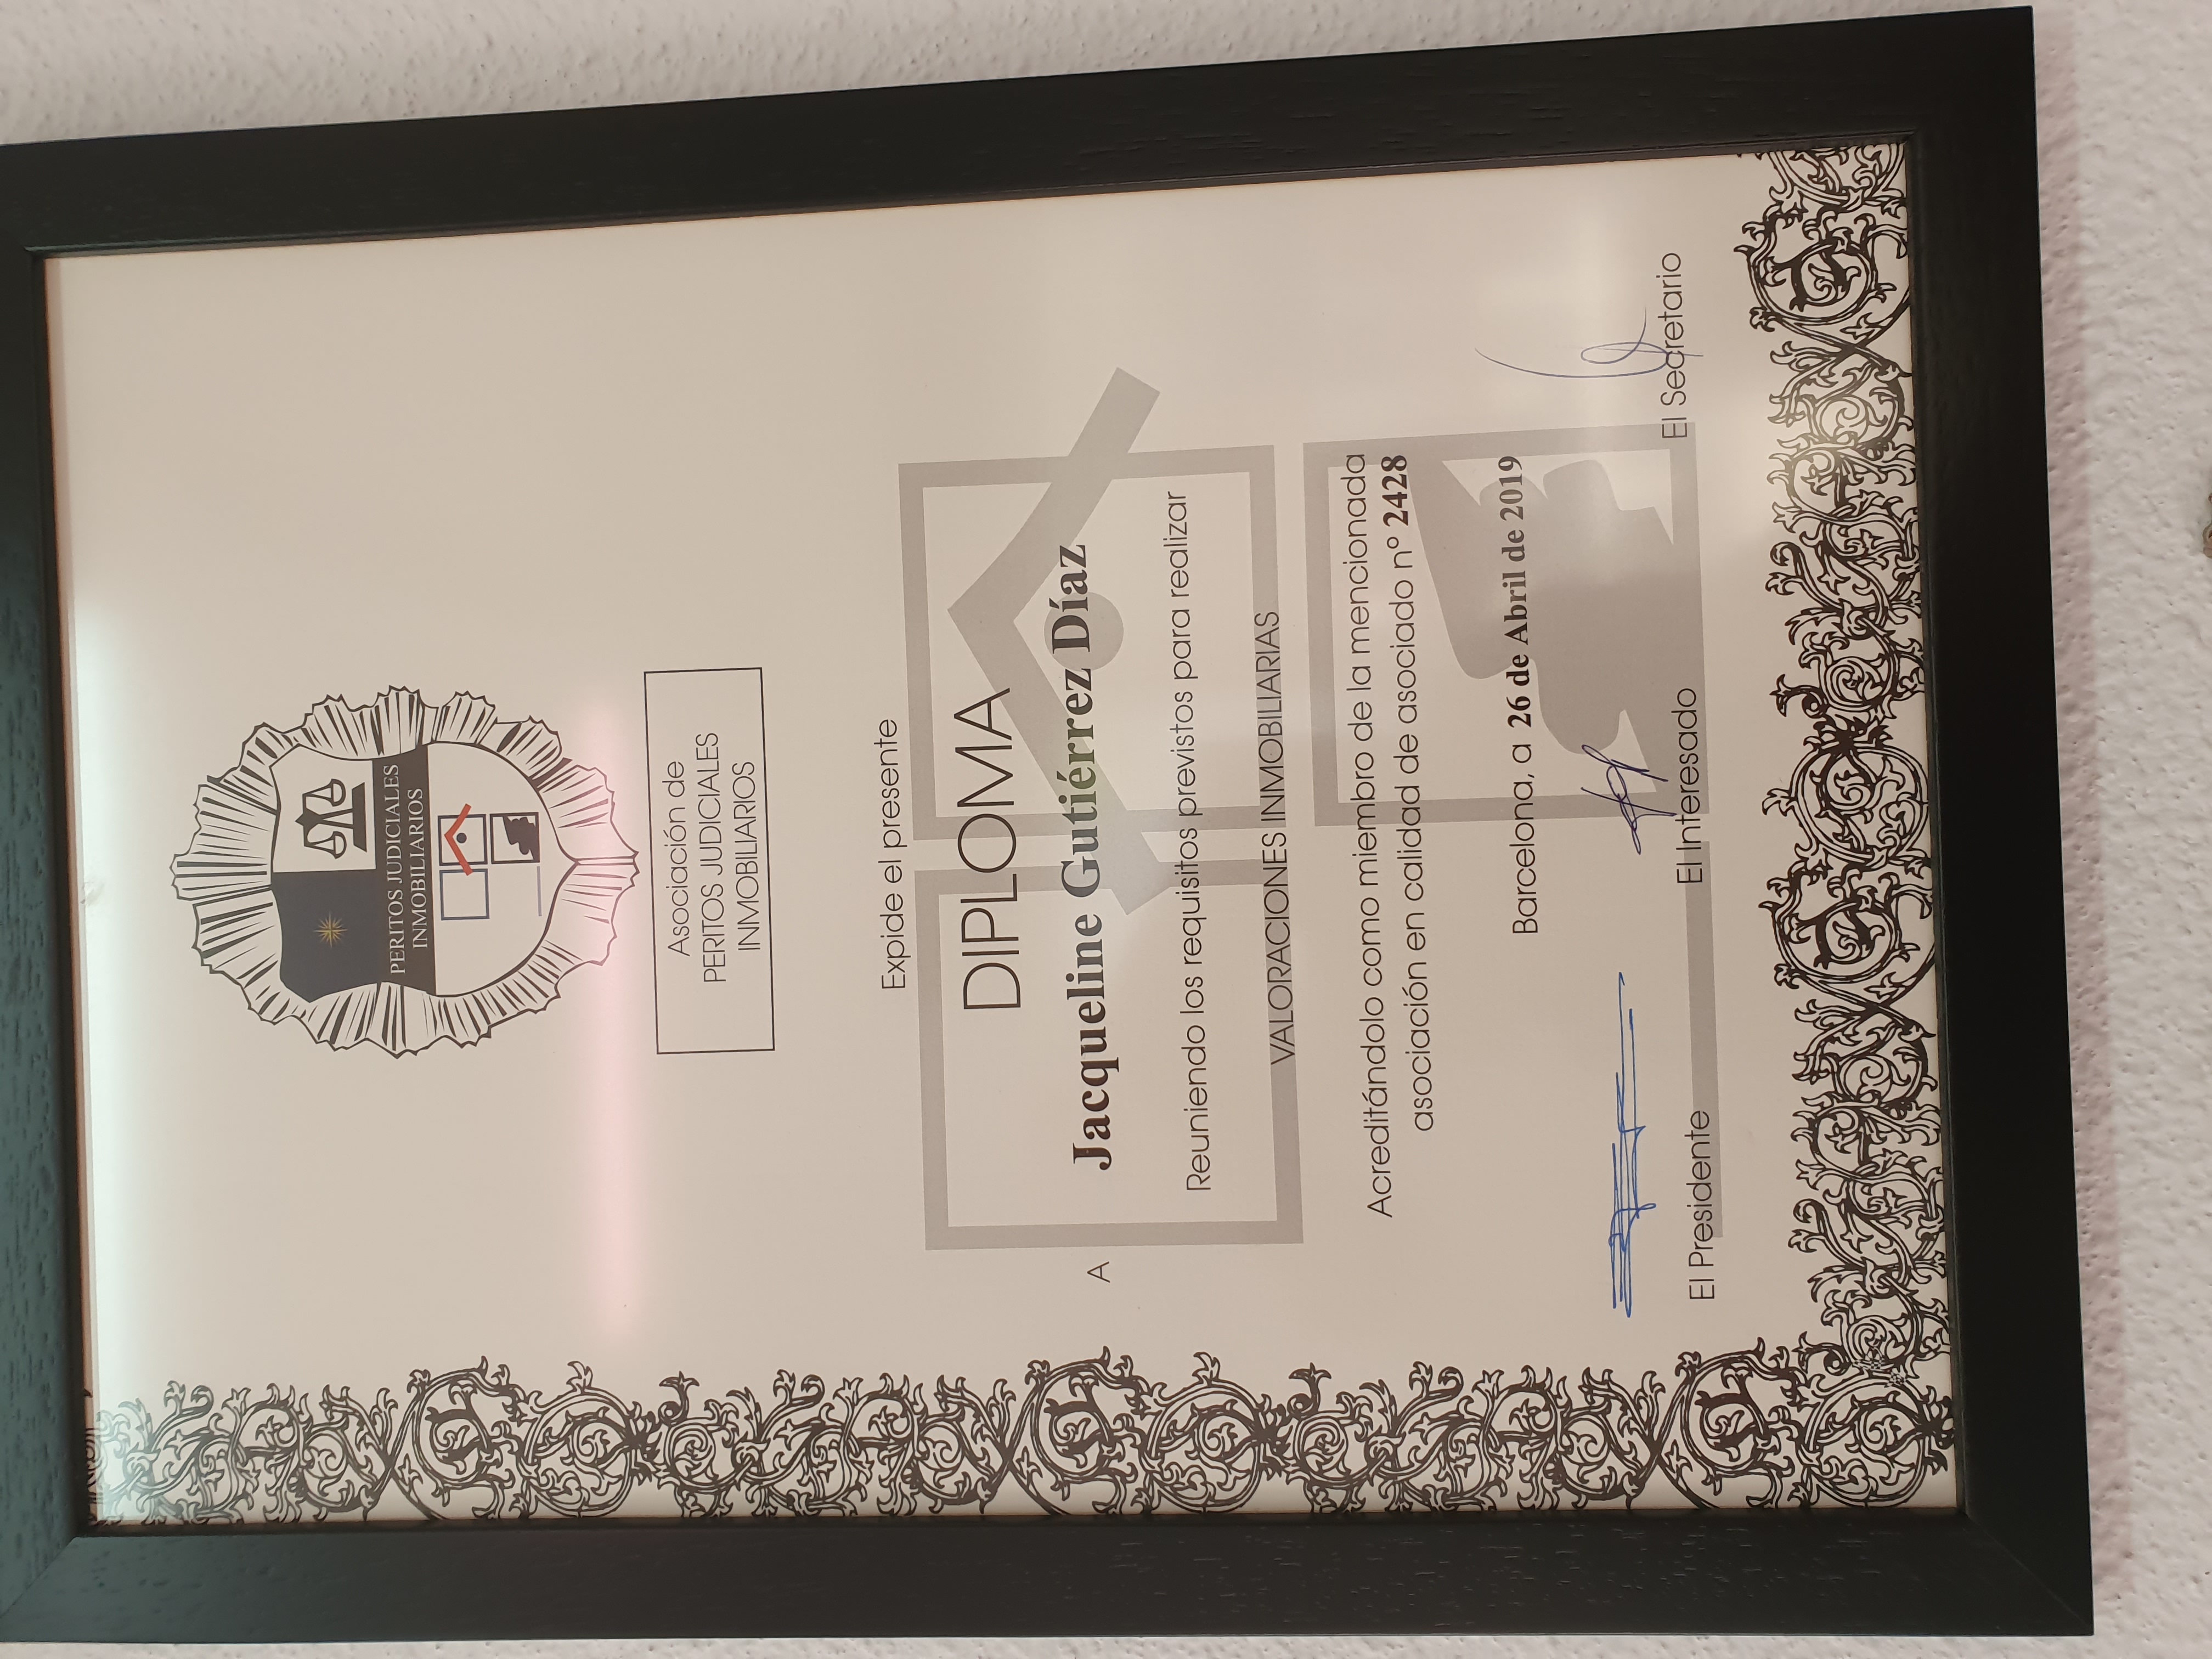 PERITOS JUDICIALES
INMOBILIARIOS
Asociación de
PERITOS JUDICIALES
INMOBILIARIOS
Expide el presente
DIPLOMA
A Jacqueline Gutiérrez Díaz
Reuniendo los requisitos previstos para realizar
VALORACIONES INMOBILIARIAS
Acreditándolo como miembro de la mencionada
asociación en calidad de asociado nº 2428
Barcelona, a 26 de Abril de 2019
El Presidente El Interesado El Secretario